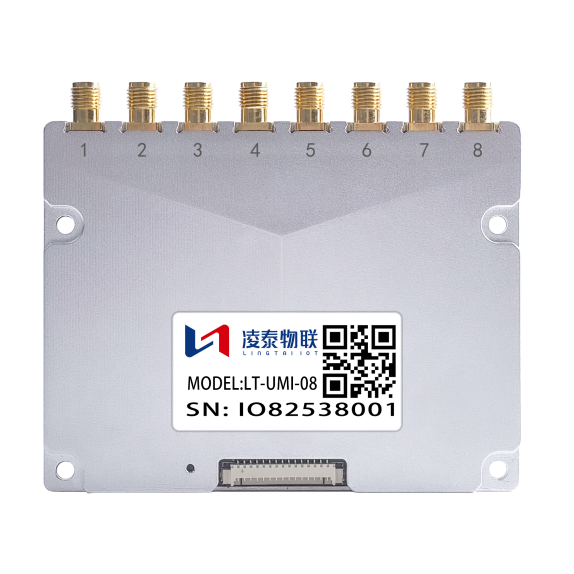 1 2 3 4 5 6 7 8
凌泰物联
LINGTAI IOT
MODEL:LT-UMI-08
SN: IO82538001